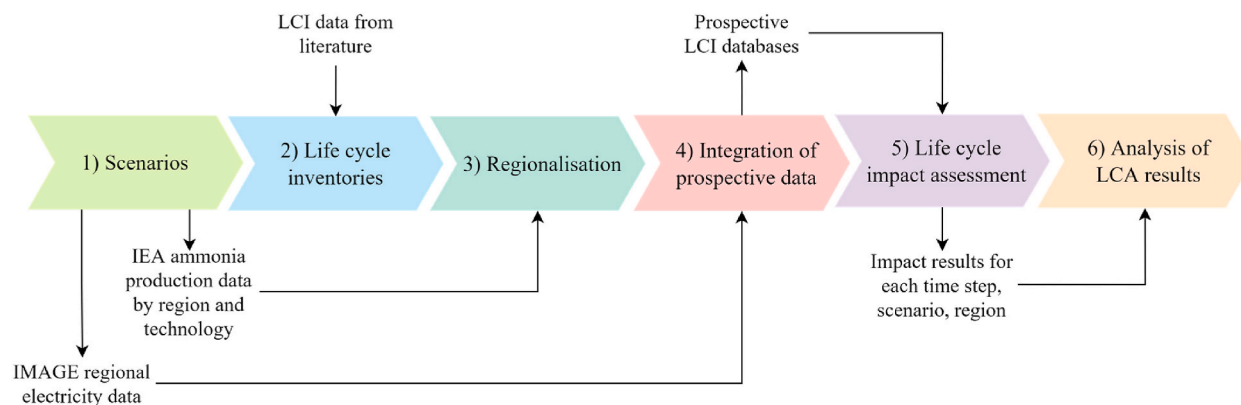 LCI data from
literature
Prospective
LCI databases
1) Scenarios
2) Life cycle
inventories
3) Regionalisation
4) Integration of
prospective data
5) Life cycle
impact assessment
6) Analysis of
LCA results
IEA ammonia
production data
by region and
technology
Impact results for
each time step,
scenario, region
IMAGE regional
electricity data